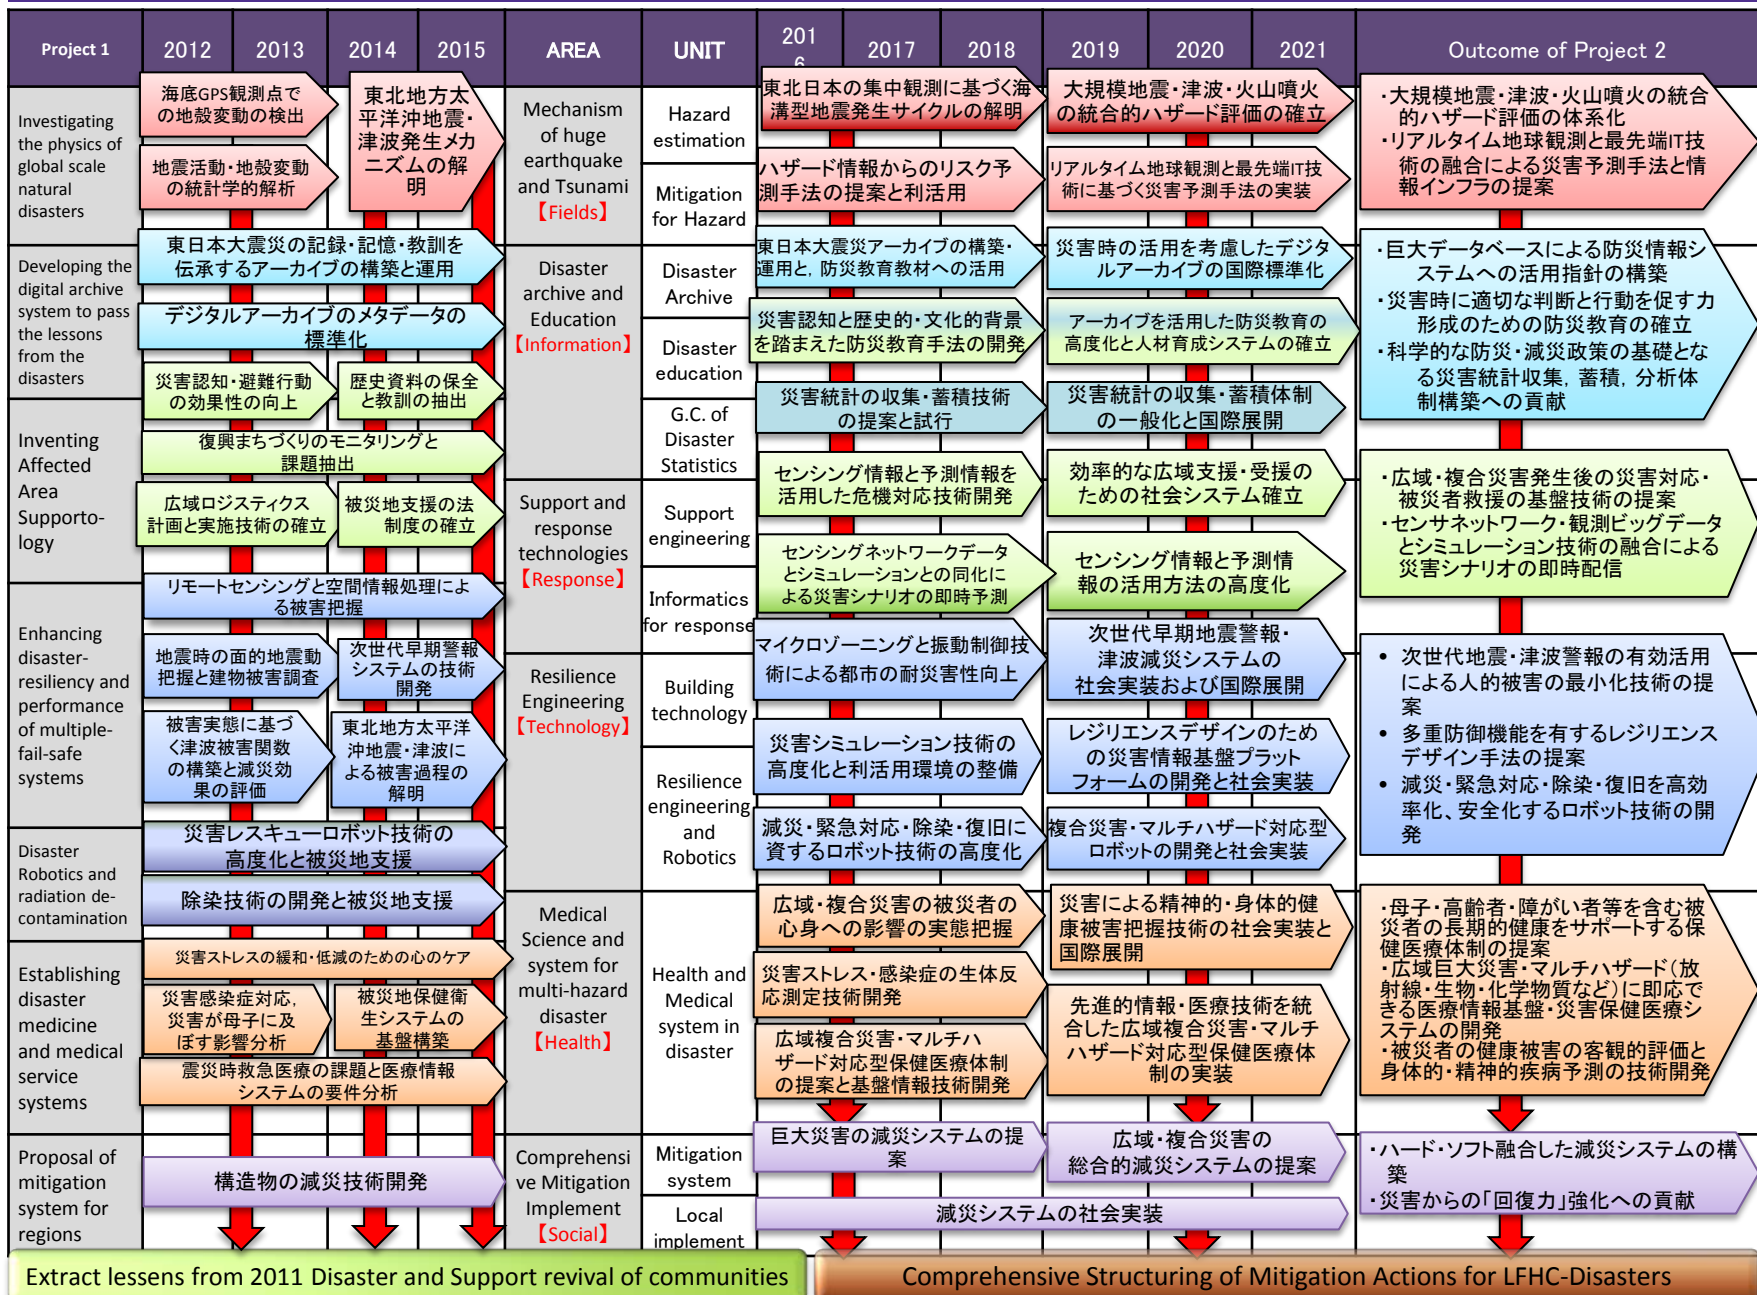 Project 1
2012
2013
2014
2015
AREA
UNIT
2016
2017
2018
2019
2020
2021
Outcome of Project 2
Investigating
the physics of
global scale
natural
disasters
海底GPS観測点で
の地殻変動の検出
地震活動・地殻変動
の統計学的解析
東北地方太
平洋沖地震・
津波発生メカ
ニズムの解
明
Mechanism
of huge
earthquake
and Tsunami
【Fields】
Hazard
estimation
Mitigation
for Hazard
東北日本の集中観測に基づく海
溝型地震発生サイクルの解明
大規模地震・津波・火山噴火
の統合的ハザード評価の確立
ハザード情報からのリスク予
測手法の提案と利活用
リアルタイム地球観測と最先端IT技
術に基づく災害予測手法の実装
・大規模地震・津波・火山噴火の統合
的ハザード評価の体系化
・リアルタイム地球観測と最先端IT技
術の融合による災害予測手法と情
報インフラの提案
Developing the
digital archive
system to pass
the lessons
from the
disasters
東日本大震災の記録・記憶・教訓を
伝承するアーカイブの構築と運用
デジタルアーカイブのメタデータの
標準化
災害認知・避難行動
の効果性の向上
歴史資料の保全
と教訓の抽出
Disaster
archive and
Education
【Information】
Disaster
Archive
Disaster
education
G.C. of
Disaster
Statistics
東日本大震災アーカイブの構築・
運用と，防災教育教材への活用
災害時の活用を考慮したデジタ
ルアーカイブの国際標準化
災害認知と歴史的・文化的背景
を踏まえた防災教育手法の開発
アーカイブを活用した防災教育の
高度化と人材育成システムの確立
災害統計の収集・蓄積技術
の提案と試行
災害統計の収集・蓄積体制
の一般化と国際展開
・巨大データベースによる防災情報シ
ステムへの活用指針の構築
・災害時に適切な判断と行動を促す力
形成のための防災教育の確立
・科学的な防災・減災政策の基礎とな
る災害統計収集，蓄積，分析体
制構築への貢献
Inventing
Affected
Area
Supporto-
logy
復興まちづくりのモニタリングと
課題抽出
広域ロジスティクス
計画と実施技術の確立
被災地支援の法
制度の確立
Support and
response
technologies
【Response】
Support
engineering
Informatics
for response
センシング情報と予測情報を
活用した危機対応技術開発
効率的な広域支援・受援の
ための社会システム確立
センシングネットワークデータ
とシミュレーションとの同化に
よる災害シナリオの即時予測
センシング情報と予測情
報の活用方法の高度化
・広域・複合災害発生後の災害対応・
被災者救援の基盤技術の提案
・センサネットワーク・観測ビッグデータ
とシミュレーション技術の融合による
災害シナリオの即時配信
Enhancing
disaster-
resiliency and
performance
of multiple-
fail-safe
systems
リモートセンシングと空間情報処理によ
る被害把握
地震時の面的地震動
把握と建物被害調査
次世代早期警報
システムの技術
開発
被害実態に基づ
く津波被害関数
の構築と減災効
果の評価
東北地方太平洋
沖地震・津波に
よる被害過程の
解明
Resilience
Engineering
【Technology】
Building
technology
Resilience
engineering
and
Robotics
マイクロゾーニングと振動制御技
術による都市の耐災害性向上
次世代早期地震警報・
津波減災システムの
社会実装および国際展開
災害シミュレーション技術の
高度化と利活用環境の整備
レジリエンスデザインのため
の災害情報基盤プラット
フォームの開発と社会実装
減災・緊急対応・除染・復旧に
資するロボット技術の高度化
複合災害・マルチハザード対応型
ロボットの開発と社会実装
• 次世代地震・津波警報の有効活用
による人的被害の最小化技術の提
案
• 多重防御機能を有するレジリエンス
デザイン手法の提案
• 減災・緊急対応・除染・復旧を高効
率化、安全化するロボット技術の開
発
Disaster
Robotics and
radiation de-
contamination
災害レスキューロボット技術の
高度化と被災地支援
除染技術の開発と被災地支援
Establishing
disaster
medicine
and medical
service
systems
災害ストレスの緩和・低減のための心のケア
災害感染症対応，
災害が母子に及
ぼす影響分析
被災地保健衛
生システムの
基盤構築
震災時救急医療の課題と医療情報
システムの要件分析
Medical
Science and
system for
multi-hazard
disaster
【Health】
Health and
Medical
system in
disaster
広域・複合災害の被災者の
心身への影響の実態把握
災害による精神的・身体的健
康被害把握技術の社会実装と
国際展開
災害ストレス・感染症の生体反
応測定技術開発
広域複合災害・マルチハ
ザード対応型保健医療体制
の提案と基盤情報技術開発
先進的情報・医療技術を統
合した広域複合災害・マルチ
ハザード対応型保健医療体
制の実装
・母子・高齢者・障がい者等を含む被
災者の長期的健康をサポートする保
健医療体制の提案
・広域巨大災害・マルチハザード（放
射線・生物・化学物質など）に即応で
きる医療情報基盤・災害保健医療シ
ステムの開発
・被災者の健康被害の客観的評価と
身体的・精神的疾病予測の技術開発
Proposal of
mitigation
system for
regions
構造物の減災技術開発
Comprehensi
ve Mitigation
Implement
【Social】
Mitigation
system
Local
implement
巨大災害の減災システムの提
案
広域・複合災害の
総合的減災システムの提案
減災システムの社会実装
・ハード・ソフト融合した減災システムの構
築
・災害からの「回復力」強化への貢献
Extract lessens from 2011 Disaster and Support revival of communities
Comprehensive Structuring of Mitigation Actions for LFHC-Disasters